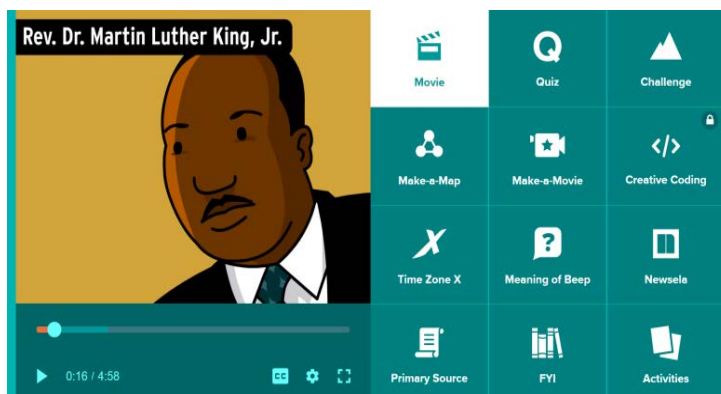 Rev. Dr. Martin Luther King, Jr.
Movie
Quiz
Challenge
Make-a-Map
Make-a-Movie
Creative Coding
Time Zone X
Meaning of Beep
Newsela
0:16 / 4:58
CC
Primary Source
FYI
Activities